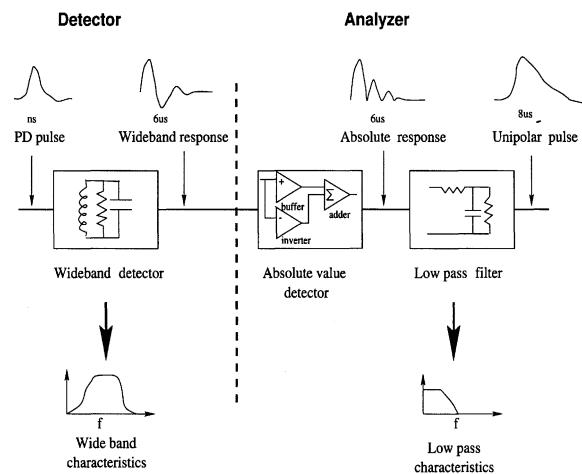 Detector
Analyzer
ns
6us
6us
8us
PD pulse
Wideband response
Absolute response
Unipolar pulse
+
buffer
Σ
adder
inverter
Wideband detector
Absolute value
detector
Low pass filter
f
f
Wide band
characteristics
Low pass
characteristics